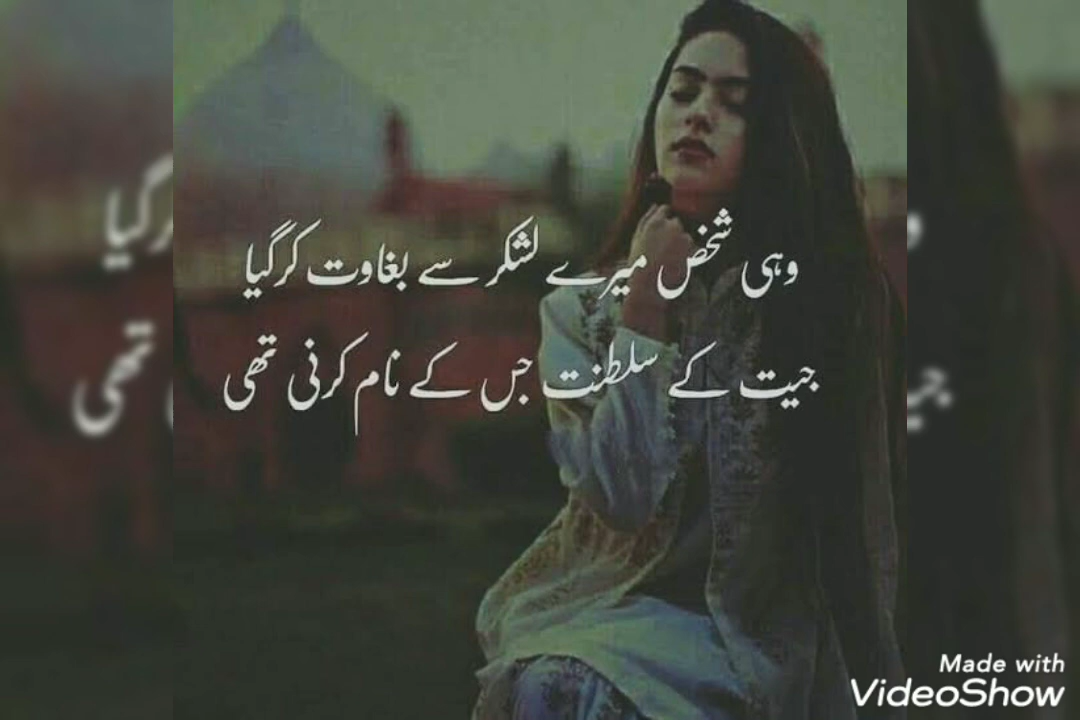 وہی شخص میرے لشکر سے بغاوت کر گیا
جیت کے سلطنت جس کے نام کرنی تھی
Made with
VideoShow